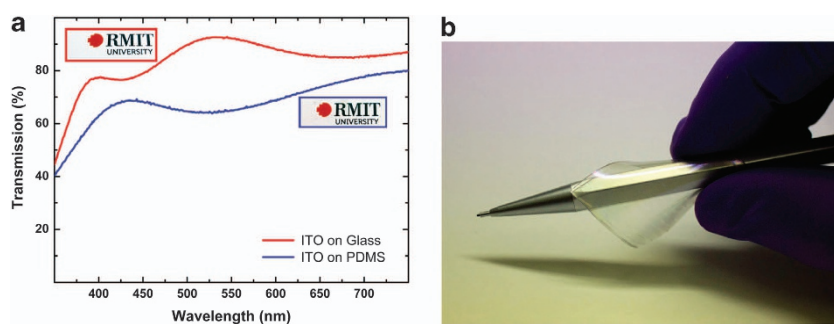 a
RMIT
UNIVERSITY
80
60
40
20
400
450
500
550
600
650
700
Transmission (%)
Wavelength (nm)
RMIT
UNIVERSITY
ITO on Glass
ITO on PDMS
b